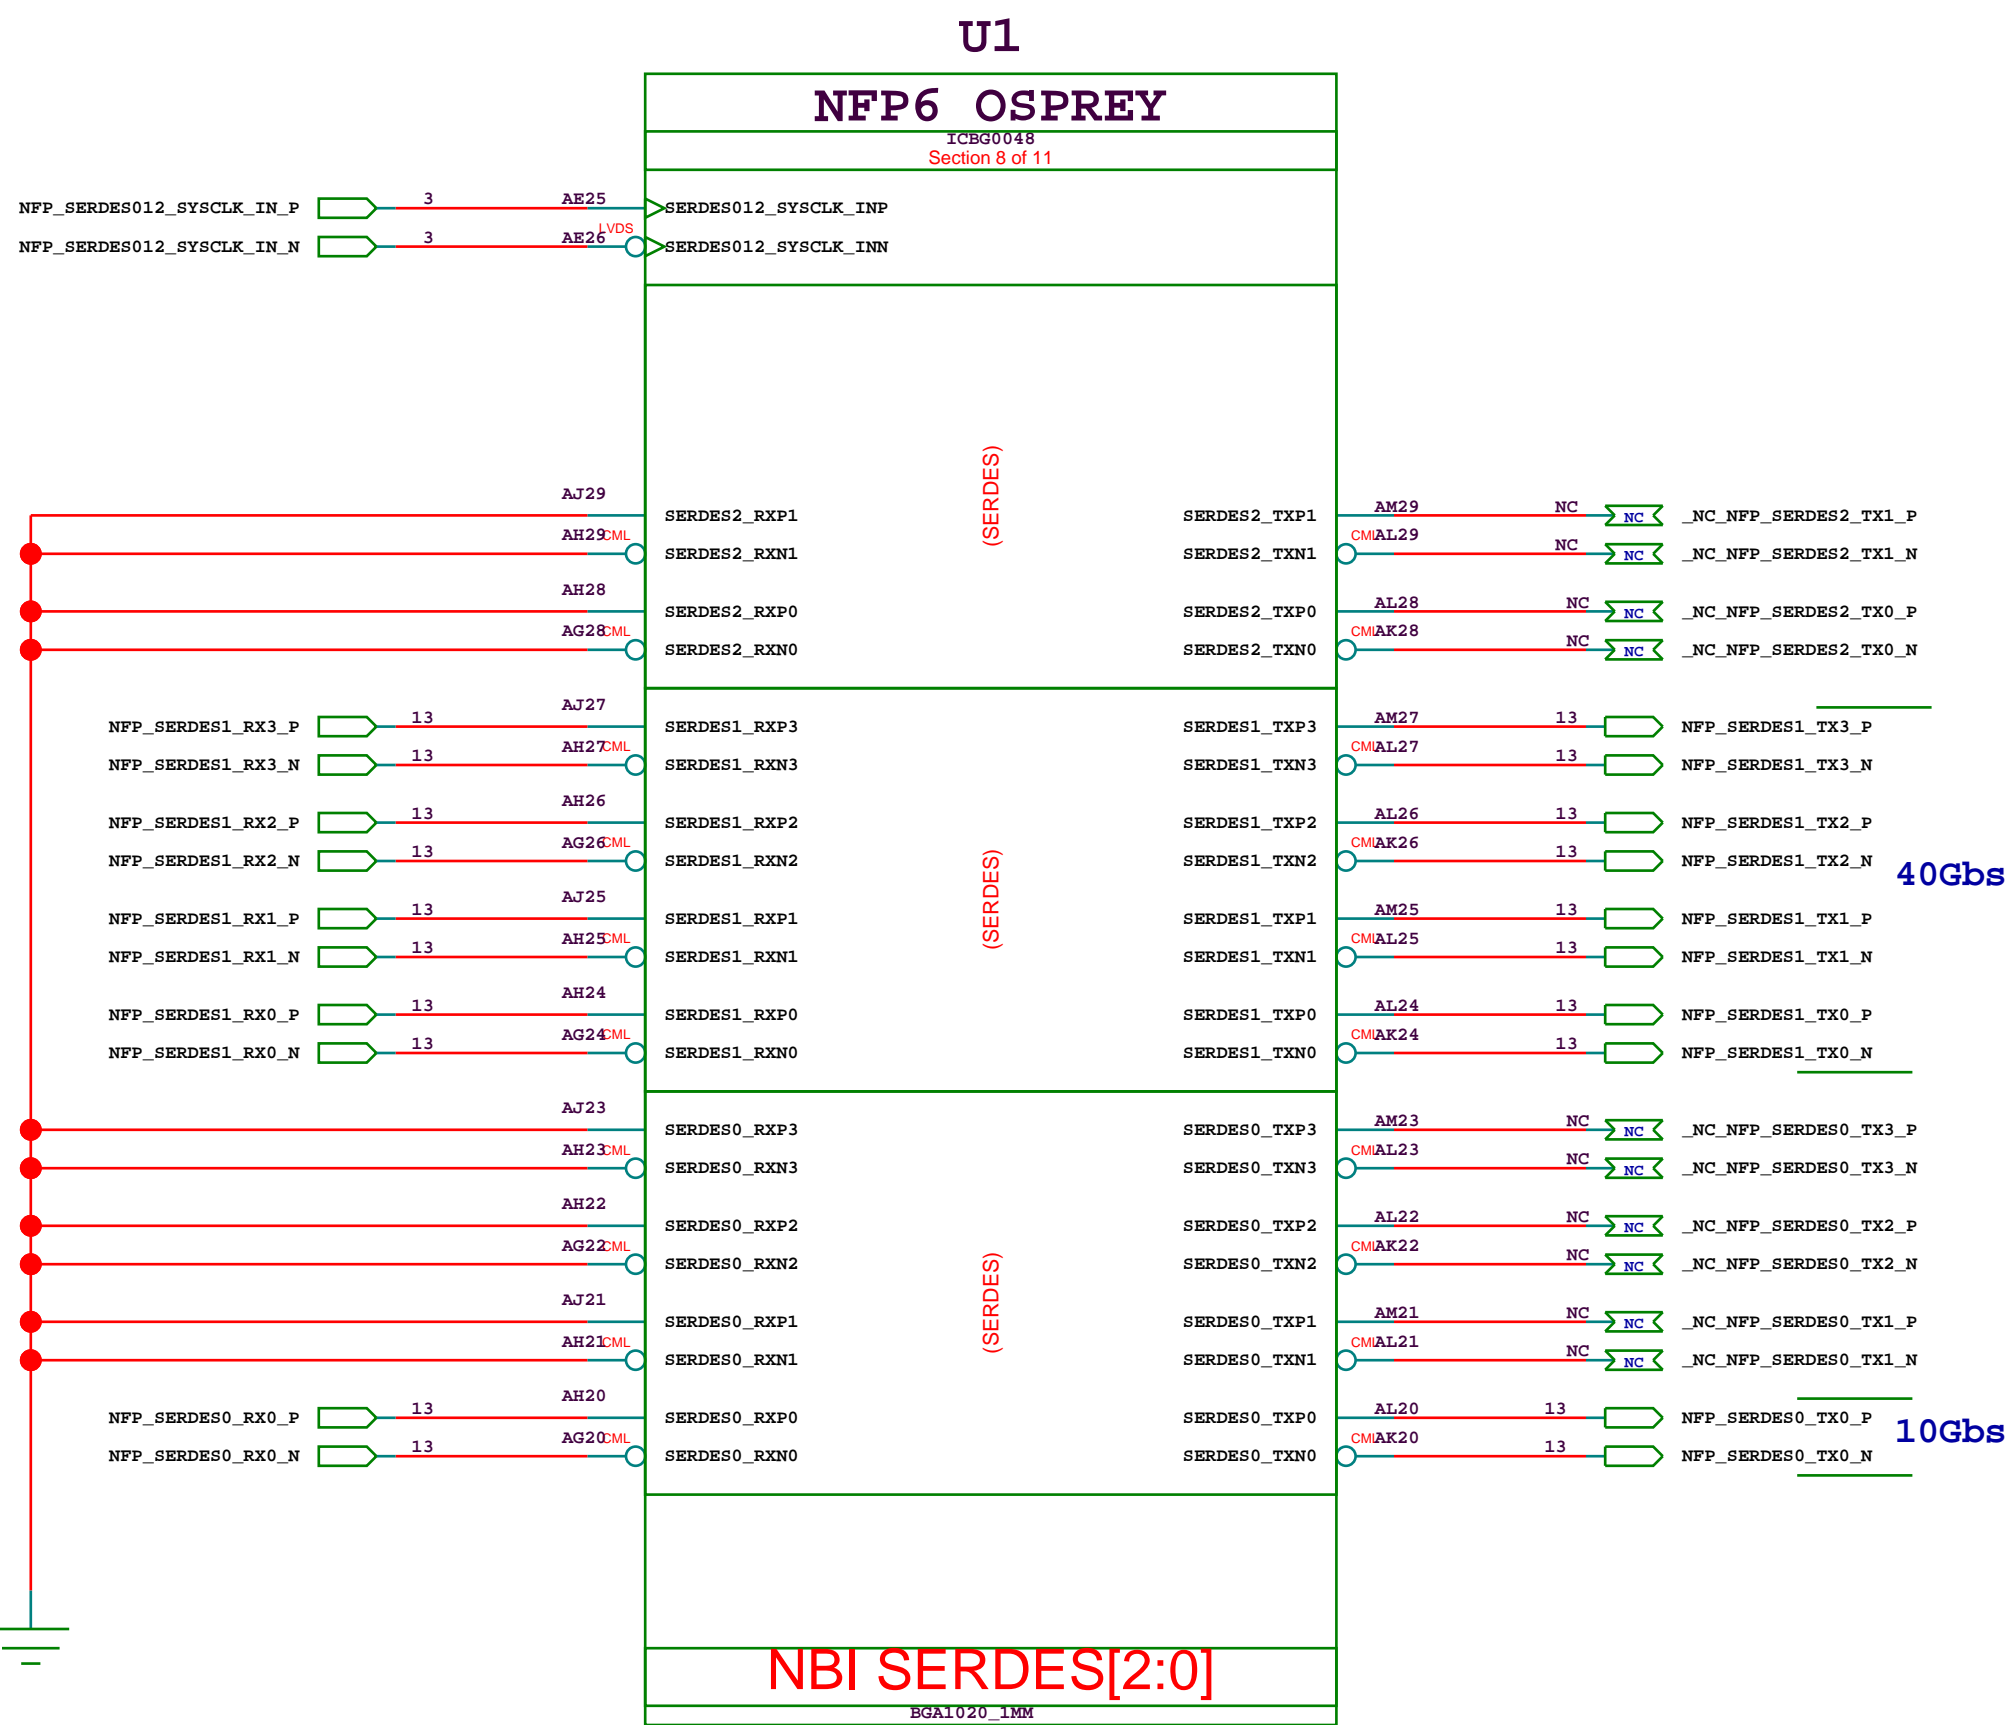 U1
NFP6 OSPREY
ICBG0048
Section 8 of 11
NFP_SERDES012_SYSCLK_IN_P 3 AE25 SERDES012_SYSCLK_INP
LVDS
NFP_SERDES012_SYSCLK_IN_N 3 AE26 SERDES012_SYSCLK_INN
(SERDES)
AJ29 SERDES2_RXP1 SERDES2_TXP1 AM29 NC NC _NC_NFP_SERDES2_TX1_P
AH29 CML SERDES2_RXN1 SERDES2_TXN1 CML AL29 NC NC _NC_NFP_SERDES2_TX1_N
AH28 SERDES2_RXP0 SERDES2_TXP0 AL28 NC NC _NC_NFP_SERDES2_TX0_P
AG28 CML SERDES2_RXN0 SERDES2_TXN0 CML AK28 NC NC _NC_NFP_SERDES2_TX0_N
NFP_SERDES1_RX3_P 13 AJ27 SERDES1_RXP3 SERDES1_TXP3 AM27 13 NFP_SERDES1_TX3_P
NFP_SERDES1_RX3_N 13 AH27 CML SERDES1_RXN3 SERDES1_TXN3 CML AL27 13 NFP_SERDES1_TX3_N
NFP_SERDES1_RX2_P 13 AH26 SERDES1_RXP2 SERDES1_TXP2 AL26 13 NFP_SERDES1_TX2_P
NFP_SERDES1_RX2_N 13 AG26 CML SERDES1_RXN2 SERDES1_TXN2 CML AK26 13 NFP_SERDES1_TX2_N
40Gbs
(SERDES)
NFP_SERDES1_RX1_P 13 AJ25 SERDES1_RXP1 SERDES1_TXP1 AM25 13 NFP_SERDES1_TX1_P
NFP_SERDES1_RX1_N 13 AH25 CML SERDES1_RXN1 SERDES1_TXN1 CML AL25 13 NFP_SERDES1_TX1_N
NFP_SERDES1_RX0_P 13 AH24 SERDES1_RXP0 SERDES1_TXP0 AL24 13 NFP_SERDES1_TX0_P
NFP_SERDES1_RX0_N 13 AG24 CML SERDES1_RXN0 SERDES1_TXN0 CML AK24 13 NFP_SERDES1_TX0_N
AJ23 SERDES0_RXP3 SERDES0_TXP3 AM23 NC NC _NC_NFP_SERDES0_TX3_P
AH23 CML SERDES0_RXN3 SERDES0_TXN3 CML AL23 NC NC _NC_NFP_SERDES0_TX3_N
AH22 SERDES0_RXP2 SERDES0_TXP2 AL22 NC NC _NC_NFP_SERDES0_TX2_P
AG22 CML SERDES0_RXN2 SERDES0_TXN2 CML AK22 NC NC _NC_NFP_SERDES0_TX2_N
(SERDES)
AJ21 SERDES0_RXP1 SERDES0_TXP1 AM21 NC NC _NC_NFP_SERDES0_TX1_P
AH21 CML SERDES0_RXN1 SERDES0_TXN1 CML AL21 NC NC _NC_NFP_SERDES0_TX1_N
NFP_SERDES0_RX0_P 13 AH20 SERDES0_RXP0 SERDES0_TXP0 AL20 13 NFP_SERDES0_TX0_P
10Gbs
NFP_SERDES0_RX0_N 13 AG20 CML SERDES0_RXN0 SERDES0_TXN0 CML AK20 13 NFP_SERDES0_TX0_N
NBI SERDES[2:0]
BGA1020_1MM